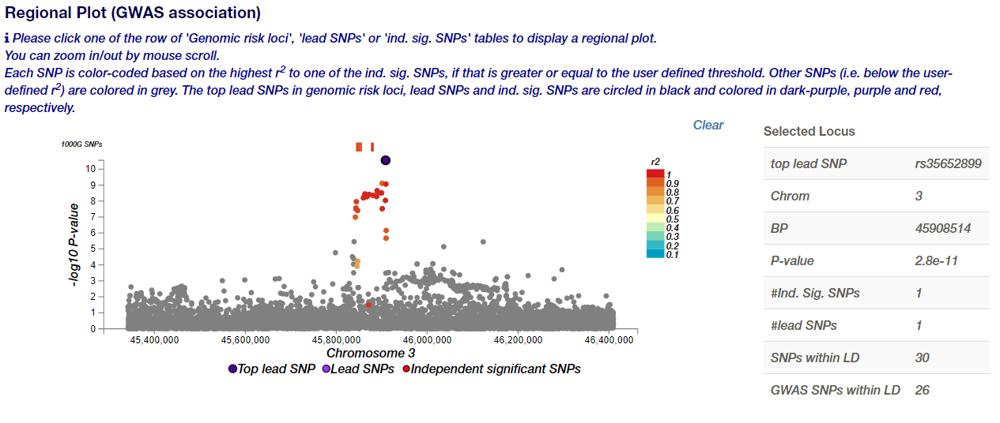 Regional Plot (GWAS association)
i Please click one of the row of 'Genomic risk loci', 'lead SNPs' or 'ind. sig. SNPs' tables to display a regional plot.
You can zoom in/out by mouse scroll.
Each SNP is color-coded based on the highest r2 to one of the ind. sig. SNPs, if that is greater or equal to the user defined threshold. Other SNPs (i.e. below the user-
defined r2) are colored in grey. The top lead SNPs in genomic risk loci, lead SNPs and ind. sig. SNPs are circled in black and colored in dark-purple, purple and red,
respectively.
Clear
1000G SNPs
-log10 P-value
10
9
8
7
6
5
4
3
2
1
0
45,400,000 45,600,000 45,800,000 46,000,000 46,200,000 46,400,000
Chromosome 3
Top lead SNP Lead SNPs Independent significant SNPs
r2
1
0.9
0.8
0.7
0.6
0.5
0.4
0.3
0.2
0.1
Selected Locus
top lead SNP rs35652899
Chrom 3
BP 45908514
P-value 2.8e-11
#Ind. Sig. SNPs 1
#lead SNPs 1
SNPs within LD 30
GWAS SNPs within LD 26